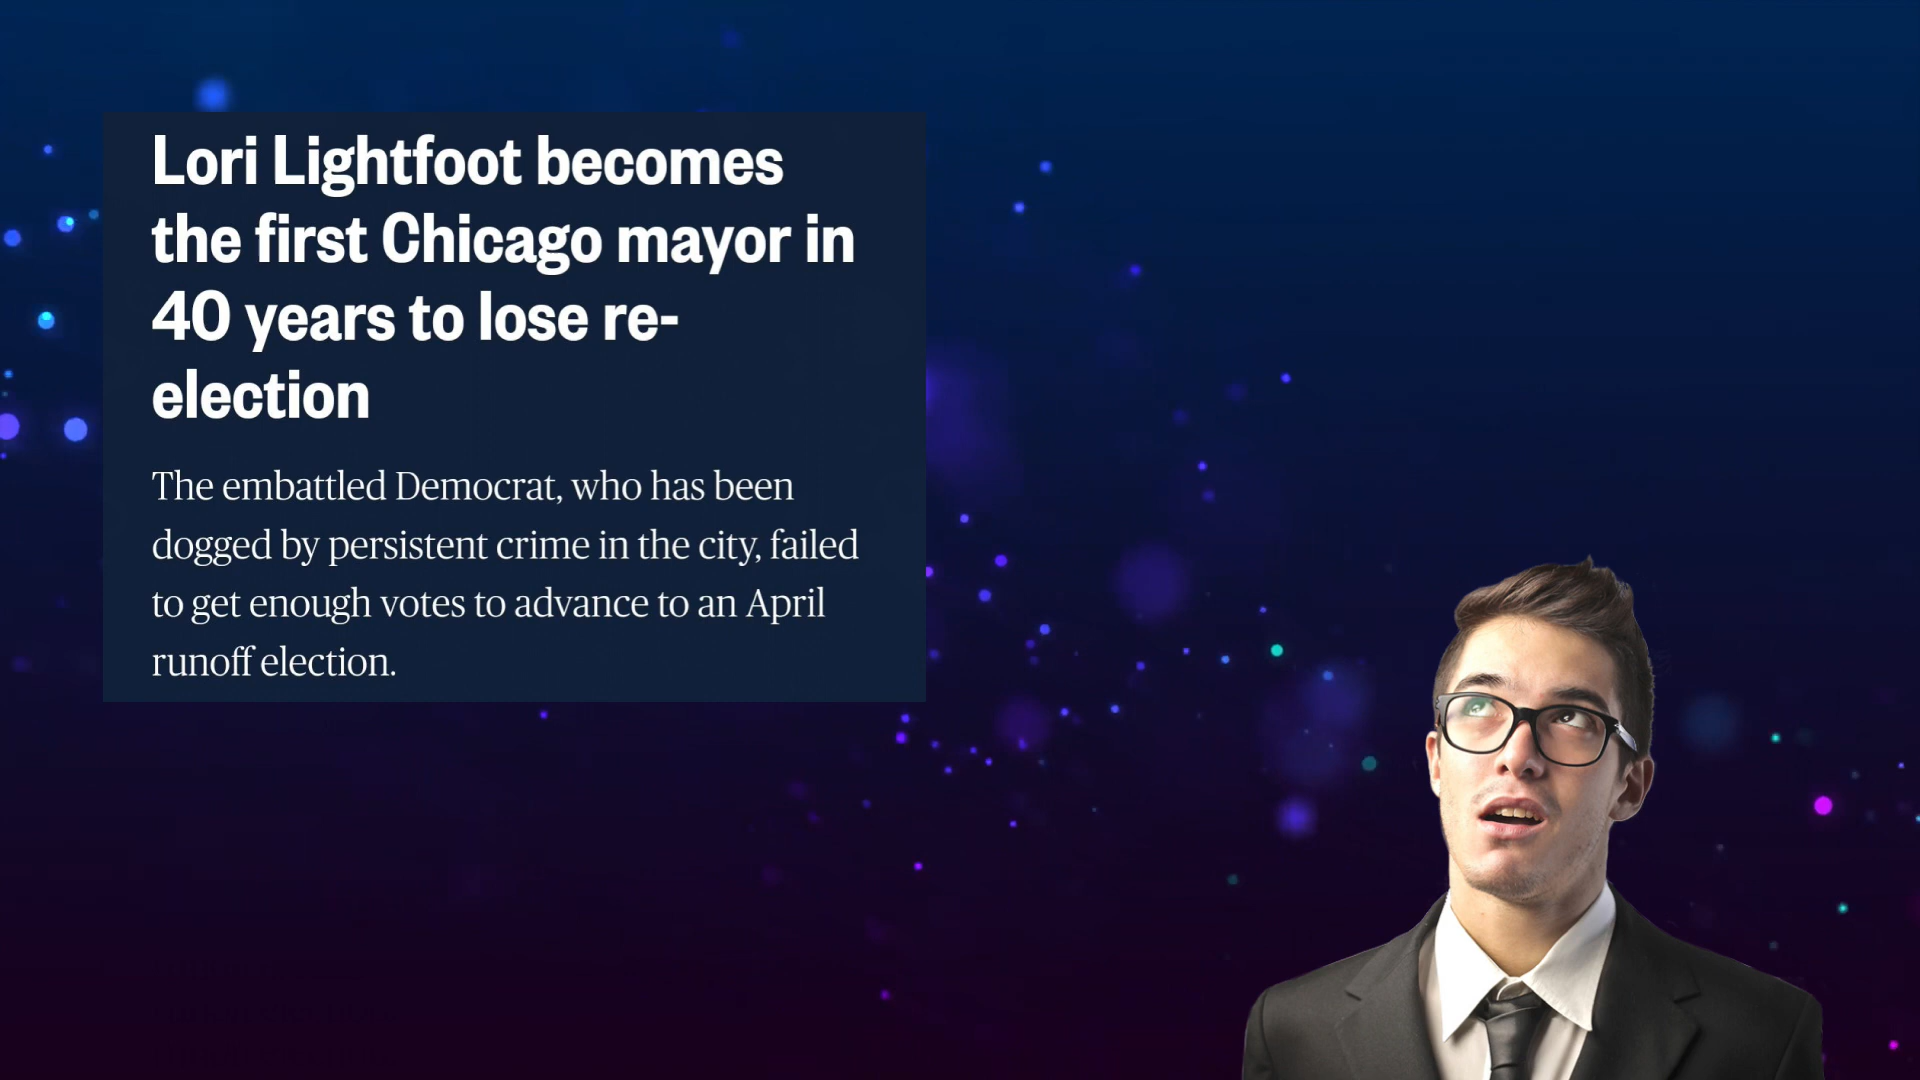 Lori Lightfoot becomes
the first Chicago mayor in
40 years to lose re-
election
The embattled Democrat, who has been
dogged by persistent crime in the city, failed
to get enough votes to advance to an April
runoff election.